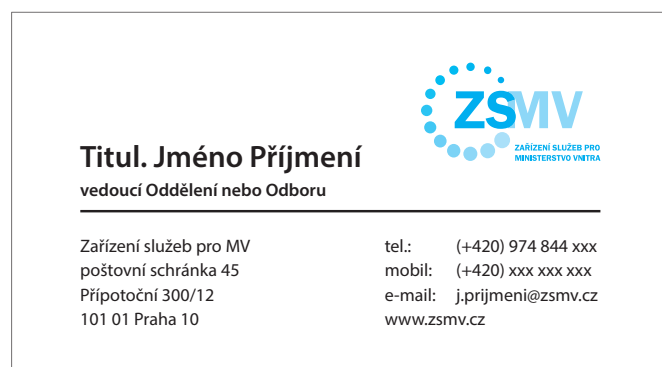 ZSMV
ZAŘÍZENÍ SLUŽEB PRO
MINISTERSTVO VNITRA
Titul. Jméno Příjmení
vedoucí Oddělení nebo Odboru
Zařízení služeb pro MV
poštovní schránka 45
Přípotoční 300/12
101 01 Praha 10
tel.: (+420) 974 844 xxx
mobil: (+420) xxx xxx xxx
e-mail: j.prijmeni@zsmv.cz
www.zsmv.cz